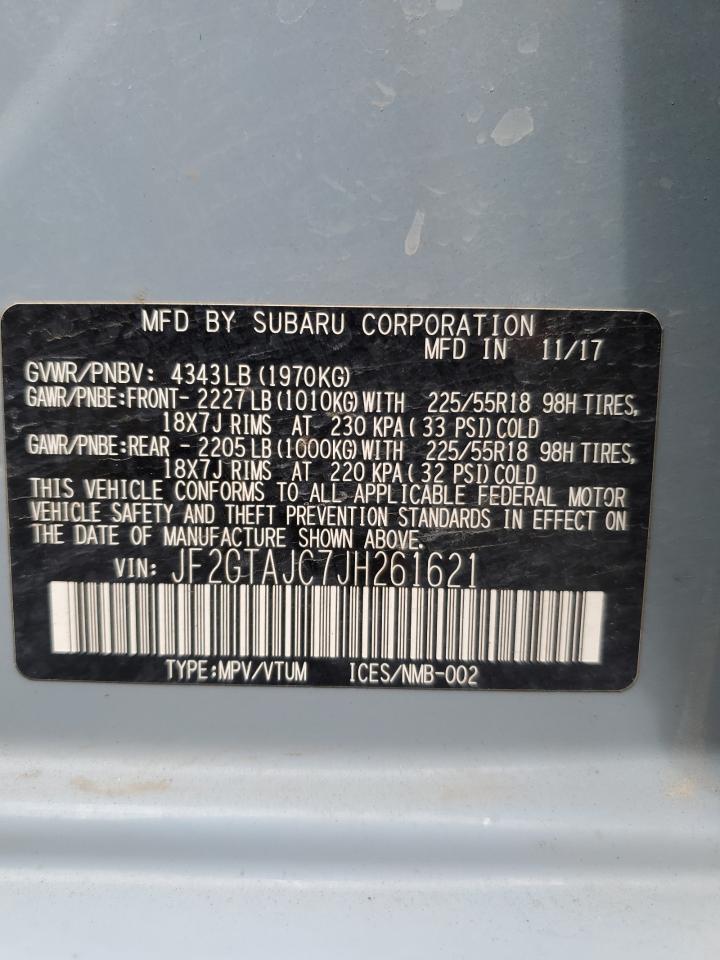 MFD BY SUBARU CORPORATION
MFD IN 11/17
GVWR/PNBV: 4343LB (1970KG)
GAWR/PNBE:FRONT- 2227LB (1010KG) WITH 225/55R18 98H TIRES,
18X7J RIMS AT 230 KPA ( 33 PSI) COLD
GAWR/PNBE:REAR - 2205LB (1000KG) WITH 225/55R18 98H TIRES,
18X7J RIMS AT 220 KPA ( 32 PSI) COLD
THIS VEHICLE CONFORMS TO ALL APPLICABLE FEDERAL MOTOR
VEHICLE SAFETY AND THEFT PREVENTION STANDARDS IN EFFECT ON
THE DATE OF MANUFACTURE SHOWN ABOVE.
VIN: JF2GTAJC7JH261621
TYPE:MPV/VTUM ICES/NMB-002